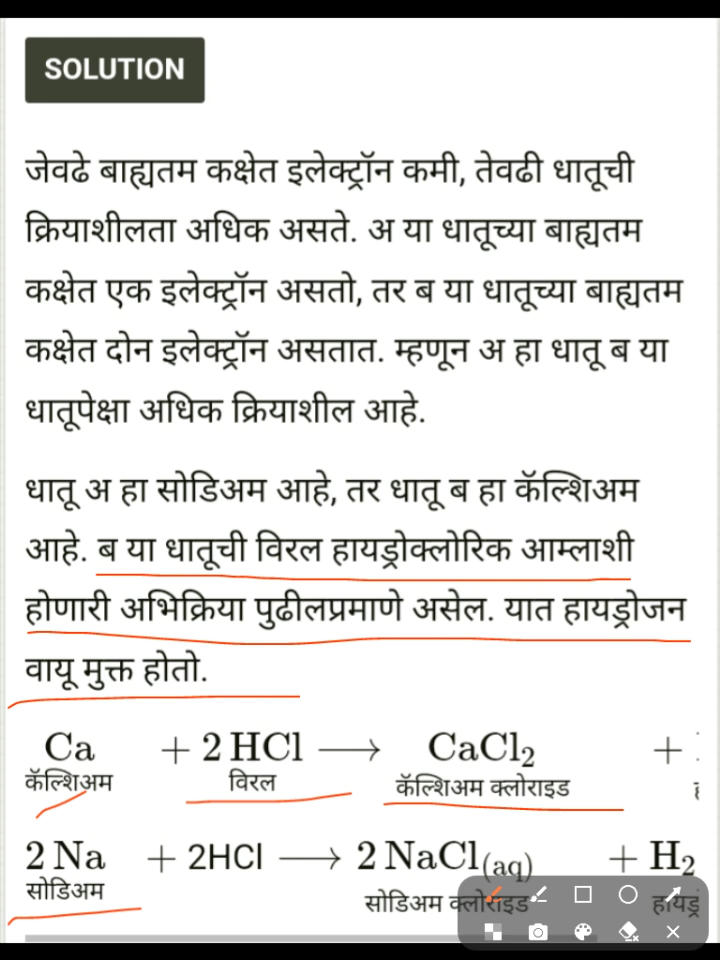 SOLUTION
जेवढे बाह्यतम कक्षेत इलेक्ट्रॉन कमी, तेवढी धातूची
क्रियाशीलता अधिक असते. अ या धातूच्या बाह्यतम
कक्षेत एक इलेक्ट्रॉन असतो, तर ब या धातूच्या बाह्यतम
कक्षेत दोन इलेक्ट्रॉन असतात. म्हणून अ हा धातू ब या
धातूपेक्षा अधिक क्रियाशील आहे.
धातू अ हा सोडिअम आहे, तर धातू ब हा कॅल्शिअम
आहे. ब या धातूची विरल हायड्रोक्लोरिक आम्लाशी
होणारी अभिक्रिया पुढीलप्रमाणे असेल. यात हायड्रोजन
वायू मुक्त होतो.
Ca + 2 HCl ⟶ CaCl₂ +
कॅल्शिअम विरल कॅल्शिअम क्लोराइड
2 Na + 2HCl ⟶ 2 NaCl(aq) + H₂
सोडिअम सोडिअम क्लोराइड